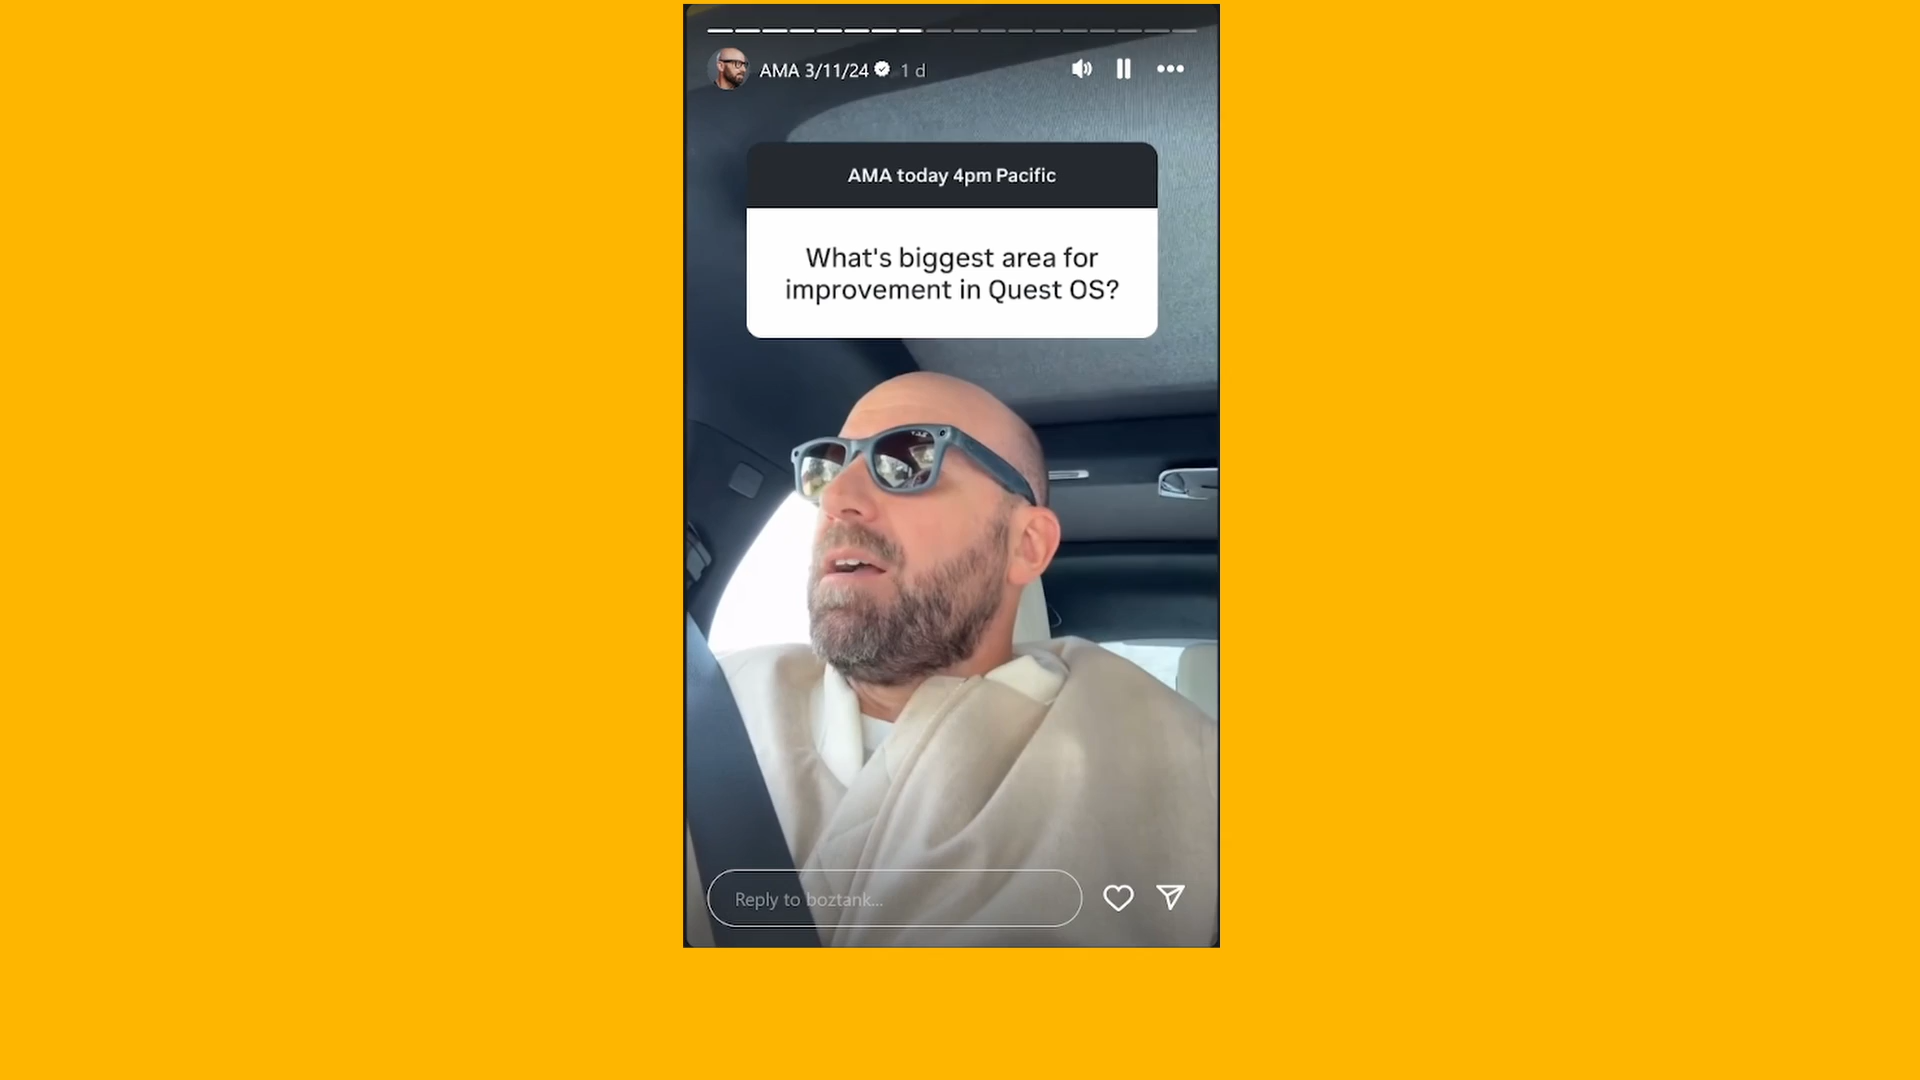 AMA 3/11/24 1 d
AMA today 4pm Pacific
What's biggest area for
improvement in Quest OS?
Reply to boztank...